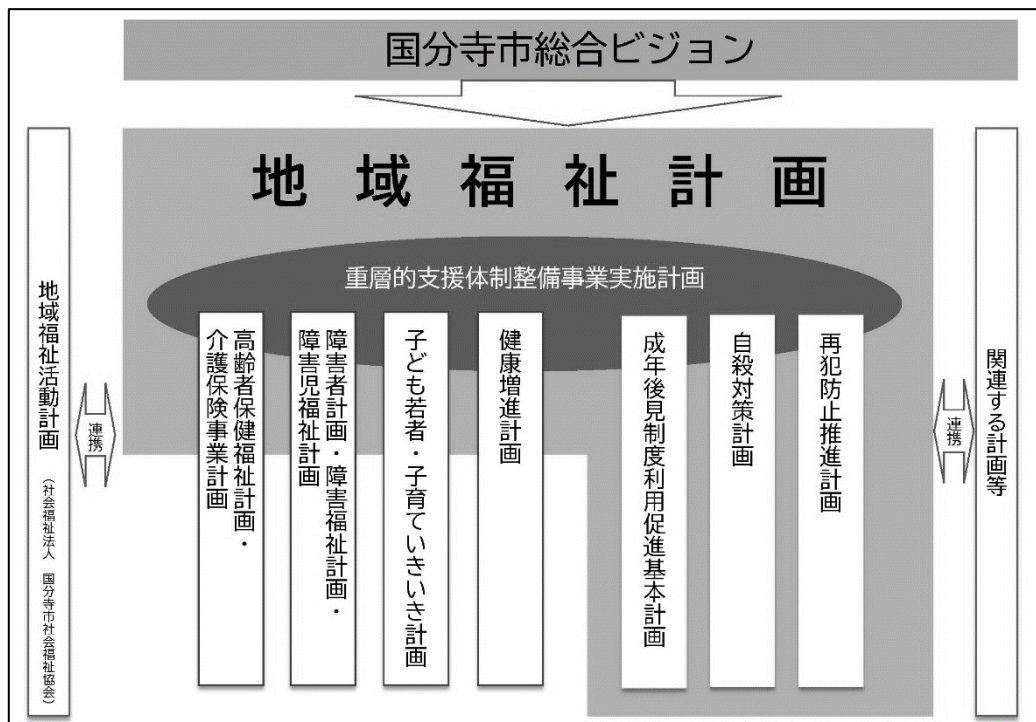 国分寺市総合ビジョン
地域福祉計画
重層的支援体制整備事業実施計画
地域福祉活動計画
（社会福祉法人 国分寺市社会福祉協会）
連携
高齢者保健福祉計画・
介護保険事業計画
障害者計画・障害福祉計画・
障害児福祉計画
子ども若者・子育ていきいき計画
健康増進計画
成年後見制度利用促進基本計画
自殺対策計画
再犯防止推進計画
連携
関連する計画等